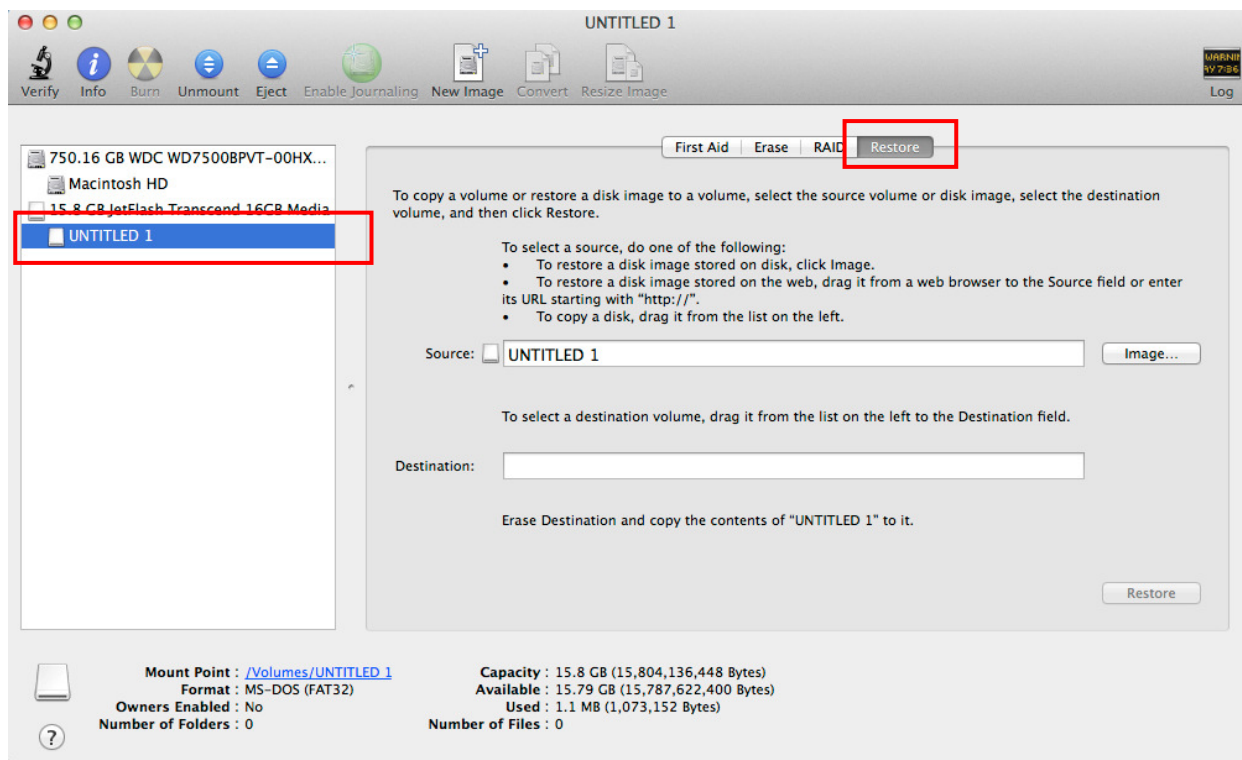 UNTITLED 1
Verify Info Burn Unmount Eject Enable Journaling New Image Convert Resize Image Log
WARNIN
AY 7:36
750.16 GB WDC WD7500BPVT-00HX...
Macintosh HD
15.8 GB JetFlash Transcend 16GB Media
UNTITLED 1
First Aid Erase RAID Restore
To copy a volume or restore a disk image to a volume, select the source volume or disk image, select the destination
volume, and then click Restore.
To select a source, do one of the following:
• To restore a disk image stored on disk, click Image.
• To restore a disk image stored on the web, drag it from a web browser to the Source field or enter
its URL starting with “http://”.
• To copy a disk, drag it from the list on the left.
Source: UNTITLED 1 Image...
To select a destination volume, drag it from the list on the left to the Destination field.
Destination:
Erase Destination and copy the contents of “UNTITLED 1” to it.
Restore
Mount Point : /Volumes/UNTITLED 1
Format : MS-DOS (FAT32)
Owners Enabled : No
Number of Folders : 0
Capacity : 15.8 GB (15,804,136,448 Bytes)
Available : 15.79 GB (15,787,622,400 Bytes)
Used : 1.1 MB (1,073,152 Bytes)
Number of Files : 0
?